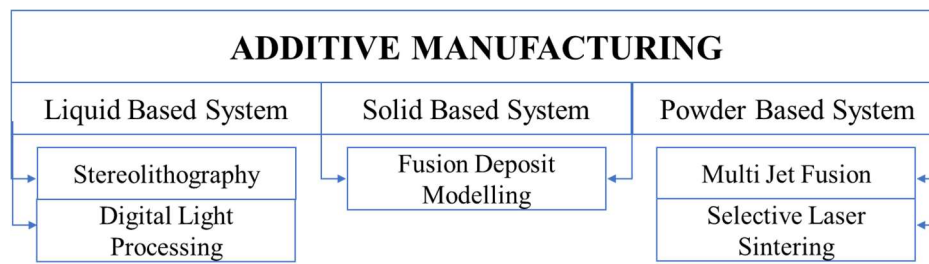 ADDITIVE MANUFACTURING
Liquid Based System
Solid Based System
Powder Based System
Stereolithography
Digital Light
Processing
Fusion Deposit
Modelling
Multi Jet Fusion
Selective Laser
Sintering